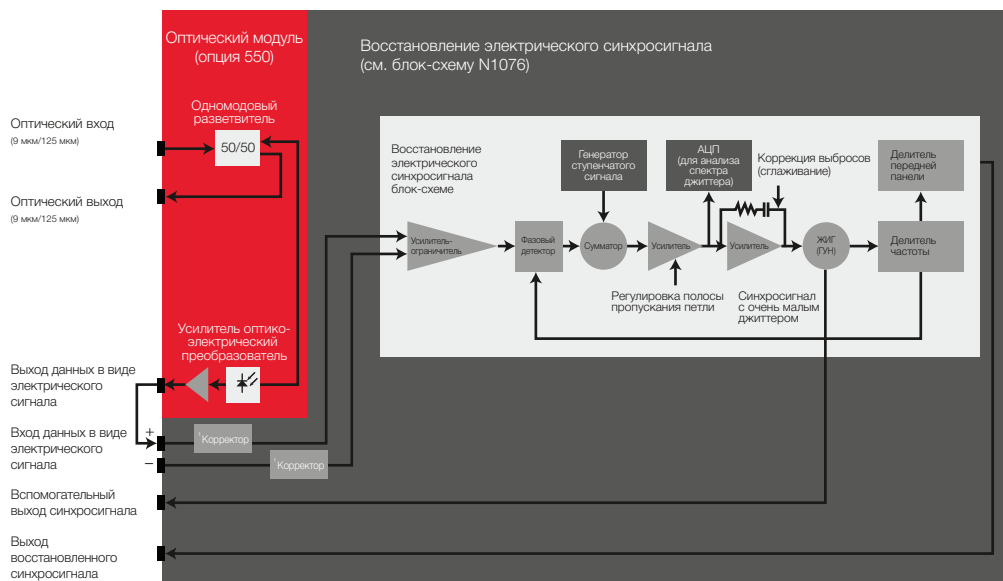 Оптический модуль
(опция 550)
Восстановление электрического синхросигнала
(см. блок-схему N1076)
Одномодовый
разветвитель
50/50
Оптический вход
(9 мкм/125 мкм)
Оптический выход
(9 мкм/125 мкм)
Восстановление
электрического
синхросигнала
блок-схеме
Генератор
ступенчатого
сигнала
АЦП
(для анализа
спектра
джиттера)
Коррекция выбросов
(сглаживание)
Делитель
передней
панели
Усилитель-
ограничитель
Фазовый
детектор
Сумматор
Усилитель
Усилитель
ЖИГ
(ГУН)
Делитель
частоты
Регулировка полосы
пропускания петли
Синхросигнал
с очень малым
джиттером
Усилитель оптико-
электрический
преобразователь
Выход данных в виде
электрического
сигнала
Вход данных в виде
электрического
сигнала
+
–
1Корректор
1Корректор
Вспомогательный
выход синхросигнала
Выход
восстановленного
синхросигнала